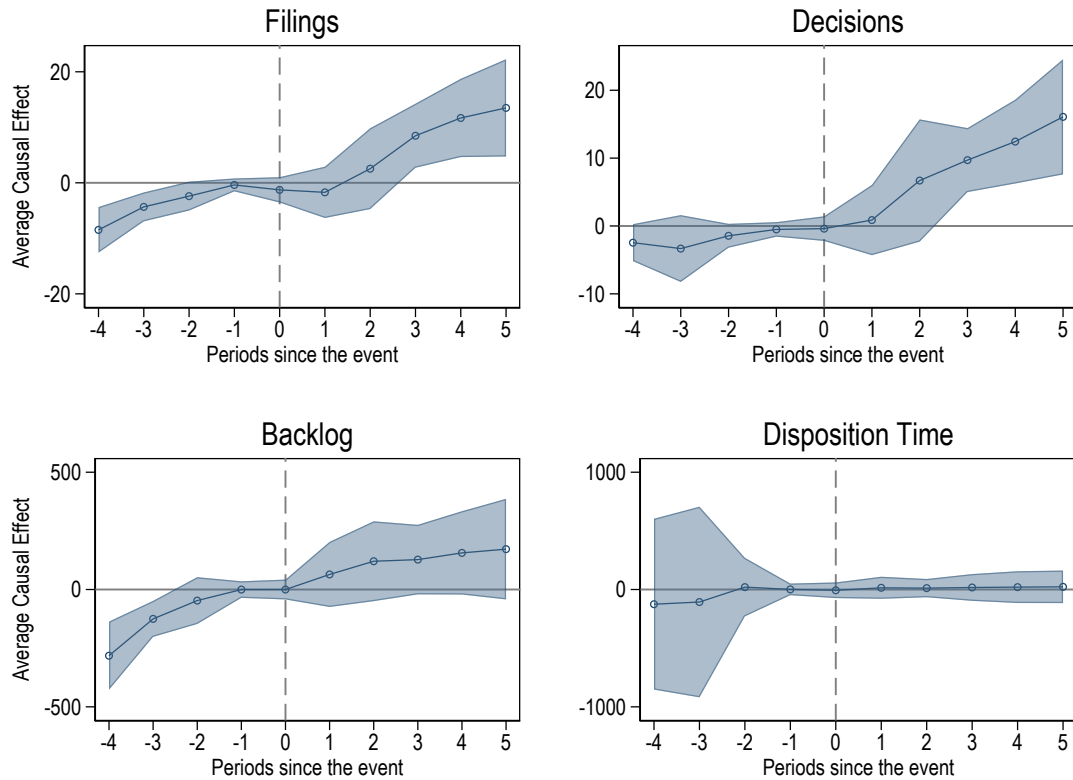 Filings
Average Causal Effect
20
0
-20
-4 -3 -2 -1 0 1 2 3 4 5
Periods since the event
Decisions
20
10
0
-10
-4 -3 -2 -1 0 1 2 3 4 5
Periods since the event
Backlog
Average Causal Effect
500
0
-500
-4 -3 -2 -1 0 1 2 3 4 5
Periods since the event
Disposition Time
1000
0
-1000
-4 -3 -2 -1 0 1 2 3 4 5
Periods since the event